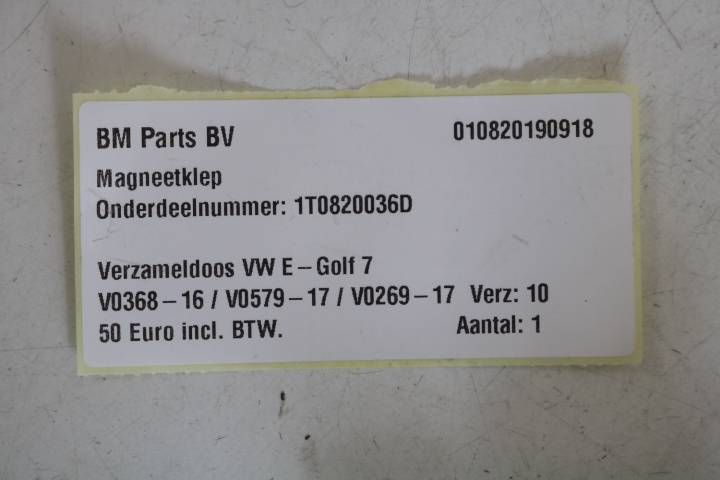 BM Parts BV 010820190918
Magneetklep
Onderdeelnummer: 1T0820036D
Verzameldoos VW E – Golf 7
V0368 – 16 / V0579 – 17 / V0269 – 17 Verz: 10
50 Euro incl. BTW. Aantal: 1